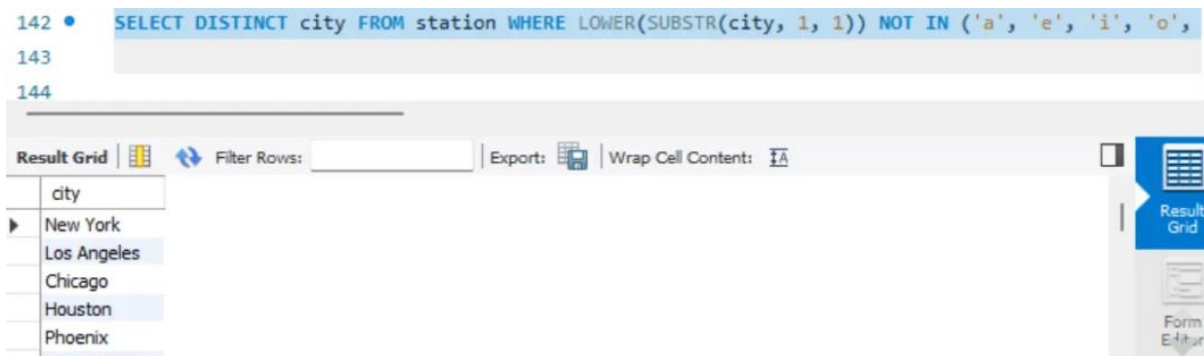 142 SELECT DISTINCT city FROM station WHERE LOWER(SUBSTR(city, 1, 1)) NOT IN ('a', 'e', 'i', 'o',
143
144
Result Grid Filter Rows: Export: Wrap Cell Content: IA
city
New York
Los Angeles
Chicago
Houston
Phoenix
Result
Grid
Form
Editor